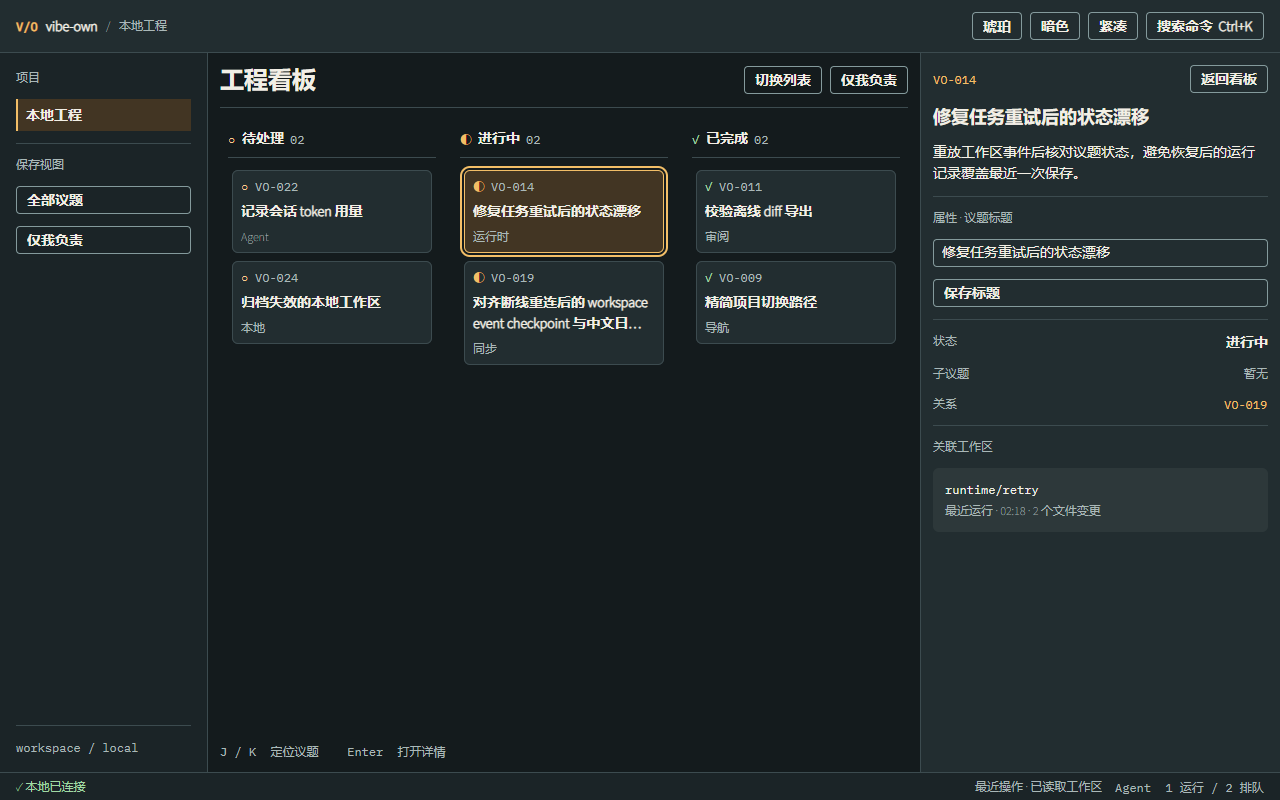 V/O vibe-own / 本地工程
琥珀 暗色 紧凑 搜索命令 Ctrl+K
项目
本地工程
保存视图
全部议题
仅我负责
workspace / local
工程看板
切换列表 仅我负责
○ 待处理 02
VO-022
记录会话 token 用量
Agent
VO-024
归档失效的本地工作区
本地
进行中 02
VO-014
修复任务重试后的状态漂移
运行时
VO-019
对齐断线重连后的 workspace
event checkpoint 与中文日…
同步
✓ 已完成 02
✓ VO-011
校验离线 diff 导出
审阅
✓ VO-009
精简项目切换路径
导航
J / K 定位议题 Enter 打开详情
VO-014
返回看板
修复任务重试后的状态漂移
重放工作区事件后核对议题状态，避免恢复后的运行
记录覆盖最近一次保存。
属性 · 议题标题
修复任务重试后的状态漂移
保存标题
状态 进行中
子议题 暂无
关系 VO-019
关联工作区
runtime/retry
最近运行 · 02:18 · 2 个文件变更
✓ 本地已连接
最近操作 · 已读取工作区 Agent 1 运行 / 2 排队